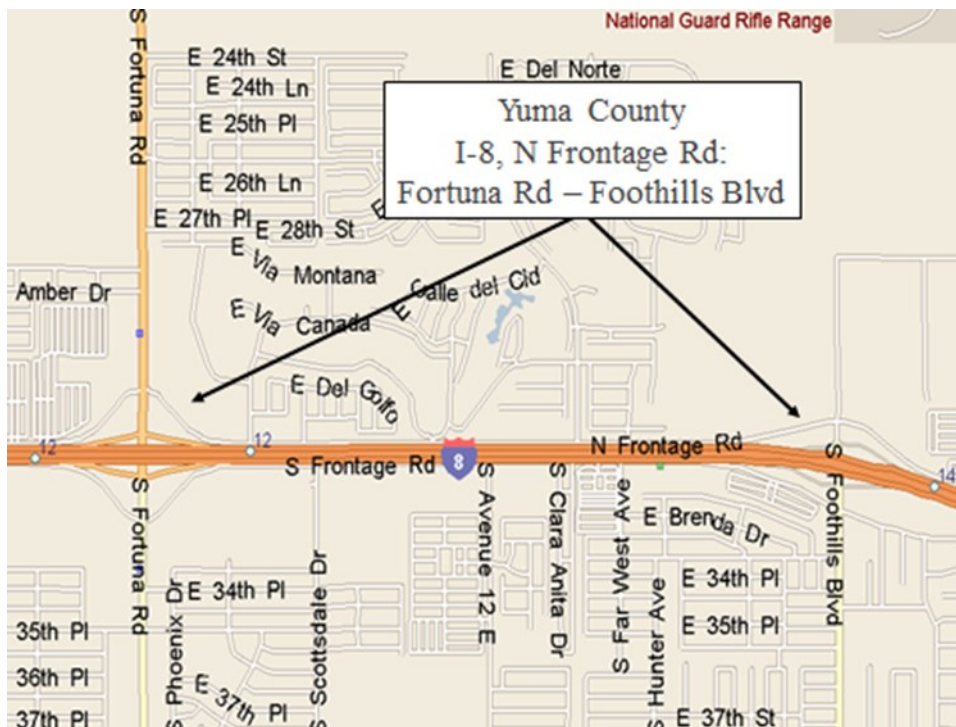 National Guard Rifle Range
S Fortuna Rd
E 24th St
E Del Norte
E 24th Ln
E 25th Pl
E 26th Ln
E 27th Pl
E 28th St
E
Yuma County
I-8, N Frontage Rd:
Fortuna Rd – Foothills Blvd
E Via Montana
Amber Dr
E Via Canada
E Calle del Cid
E Del Golfo
12
12
S Frontage Rd
8
N Frontage Rd
14
S Fortuna Rd
S Phoenix Dr
S Scottsdale Dr
S Avenue 12 E
S Clara Anita Dr
S Far West Ave
S Hunter Ave
S Foothills Blvd
E Brenda Dr
E 34th Pl
E 34th Pl
35th Pl
E 35th Pl
36th Pl
37th Pl
E 37th Pl
E 37th St